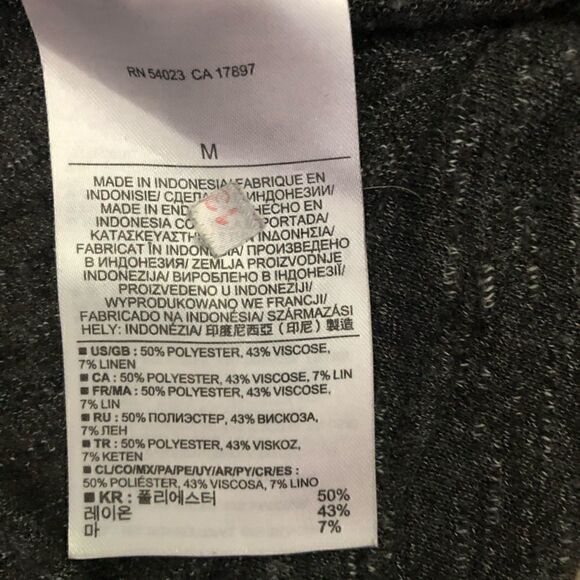 RN 54023 CA 17897
M
MADE IN INDONESIA/ FABRIQUE EN
INDONISIE/ ИНДОНЕЗИИ/
MADE IN HECHO EN
INDONESIA
ΚΑΤΑΣΚΕΥΑΣΤΗ ΙΝΔΟΝΗΣΙΑ/
FABRICAT ÎN INDONEZIA/ ПРОИЗВЕДЕНО
В ИНДОНЕЗИЯ/ ZEMLJA PROIZVODNJE
INDONEZIJA/ ВИРОБЛЕНО В ІНДОНЕЗІЇ/
PROIZVEDENO U INDONEZIJI/
WYPRODUKOWANO WE FRANCJI/
FABRICADO NA INDONÉSIA/ SZÁRMAZÁSI
HELY: INDONÉZIA/ 印度尼西亞 (印尼) 製造
■ US/GB : 50% POLYESTER, 43% VISCOSE,
7% LINEN
■ CA : 50% POLYESTER, 43% VISCOSE, 7% LIN
■ FR/MA : 50% POLYESTER, 43% VISCOSE,
7% LIN
■ RU : 50% ПОЛИЭСТЕР, 43% ВИСКОЗА,
7% ЛЕН
■ TR : 50% POLYESTER, 43% VISKOZ,
7% KETEN
■ CL/CO/MX/PA/PE/UY/AR/PY/CR/ES :
50% POLIÉSTER, 43% VISCOSA, 7% LINO
■ KR : 폴리에스터 50%
레이온 43%
마 7%